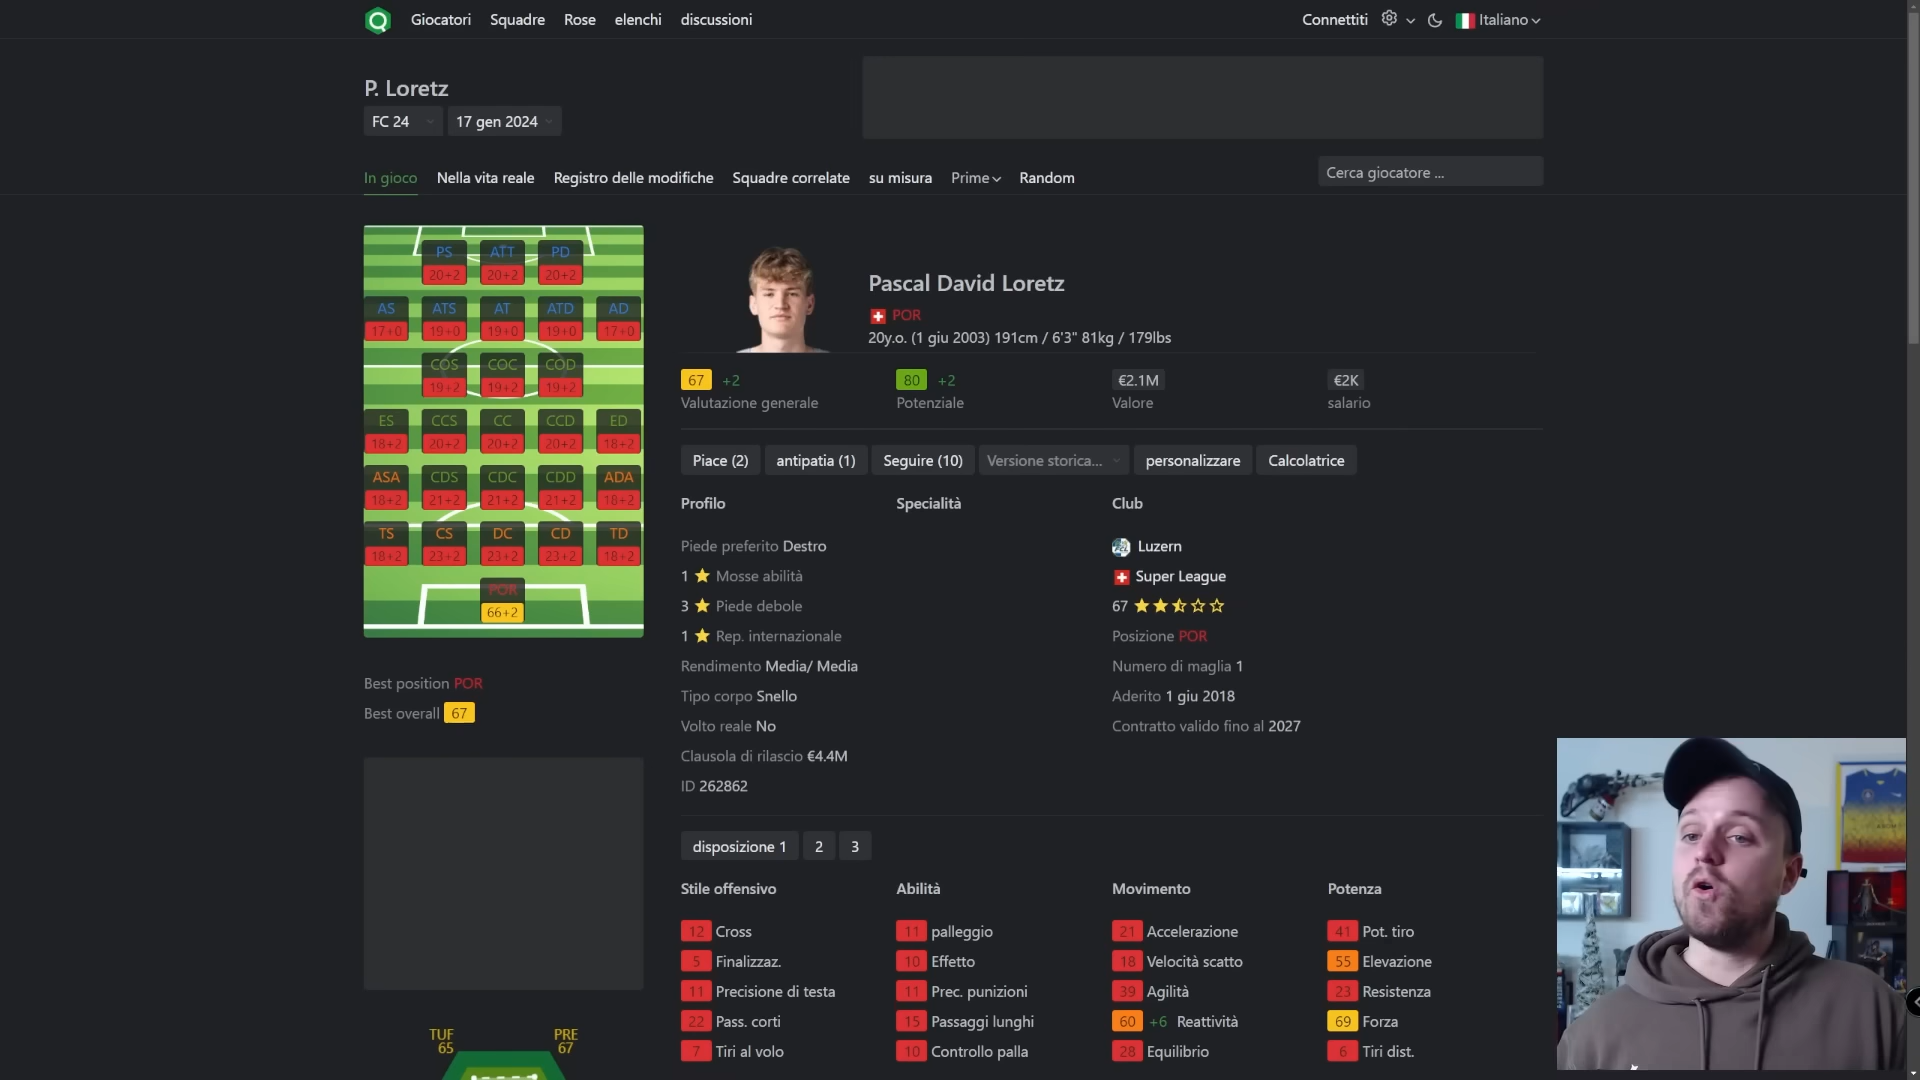 Giocatori Squadre Rose elenchi discussioni Connettiti Italiano
P. Loretz
FC 24 17 gen 2024
In gioco Nella vita reale Registro delle modifiche Squadre correlate su misura Prime Random Cerca giocatore ...
PS ATT PD
20+2 20+2 20+2
AS ATS AT ATD AD
17+0 19+0 19+0 19+0 17+0
COS COC COD
19+2 19+2 19+2
ES CCS CC CCD ED
18+2 20+2 20+2 20+2 18+2
ASA CDS CDC CDD ADA
18+2 21+2 21+2 21+2 18+2
TS CS DC CD TD
18+2 23+2 23+2 23+2 18+2
POR
66+2
Best position POR
Best overall 67
TUF PRE
65 67
Pascal David Loretz
POR
20y.o. (1 giu 2003) 191cm / 6'3" 81kg / 179lbs
67 +2 80 +2 €2.1M €2K
Valutazione generale Potenziale Valore salario
Piace (2) antipatia (1) Seguire (10) Versione storica... personalizzare Calcolatrice
Profilo Specialità Club
Piede preferito Destro Luzern
1 Mosse abilità Super League
3 Piede debole 67
1 Rep. internazionale Posizione POR
Rendimento Media/ Media Numero di maglia 1
Tipo corpo Snello Aderito 1 giu 2018
Volto reale No Contratto valido fino al 2027
Clausola di rilascio €4.4M
ID 262862
disposizione 1 2 3
Stile offensivo Abilità Movimento Potenza
12 Cross 11 palleggio 21 Accelerazione 41 Pot. tiro
5 Finalizzaz. 10 Effetto 18 Velocità scatto 55 Elevazione
11 Precisione di testa 11 Prec. punizioni 39 Agilità 23 Resistenza
22 Pass. corti 15 Passaggi lunghi 60 +6 Reattività 69 Forza
7 Tiri al volo 10 Controllo palla 28 Equilibrio 6 Tiri dist.